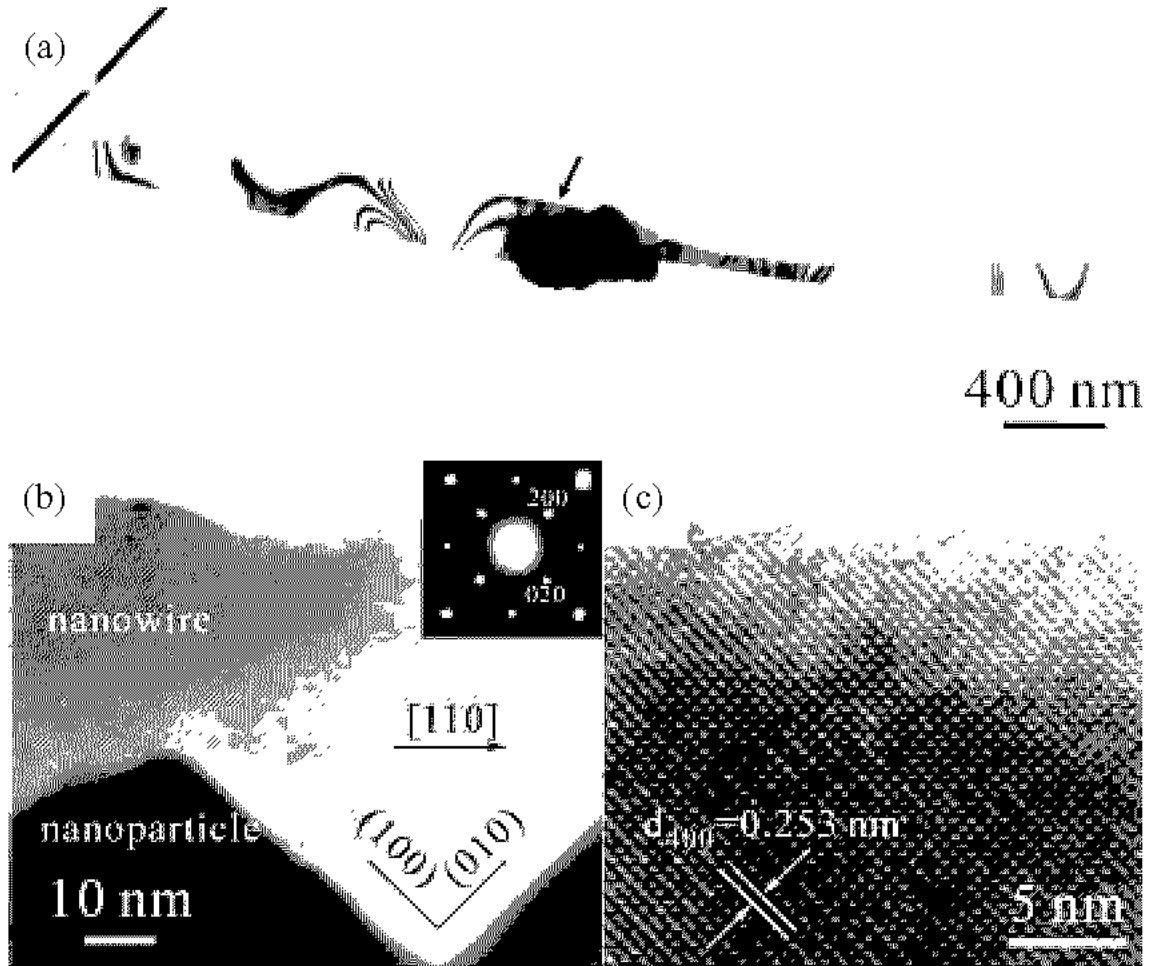 (a)
400 nm
(b)
200
020
nanowire
[110]
nanoparticle
(100)
(010)
10 nm
(c)
d400=0.253 nm
5 nm